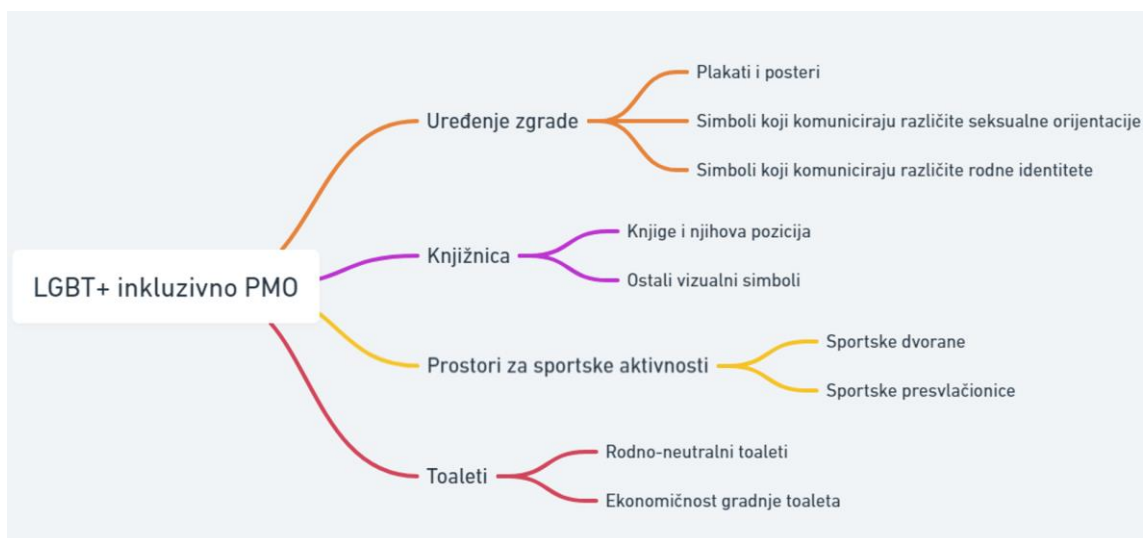 LGBT+ inkluzivno PMO
Uređenje zgrade
Plakati i posteri
Simboli koji komuniciraju različite seksualne orijentacije
Simboli koji komuniciraju različite rodne identitete
Knjižnica
Knjige i njihova pozicija
Ostali vizualni simboli
Prostori za sportske aktivnosti
Sportske dvorane
Sportske presvlačionice
Toaleti
Rodno-neutralni toaleti
Ekonomičnost gradnje toaleta